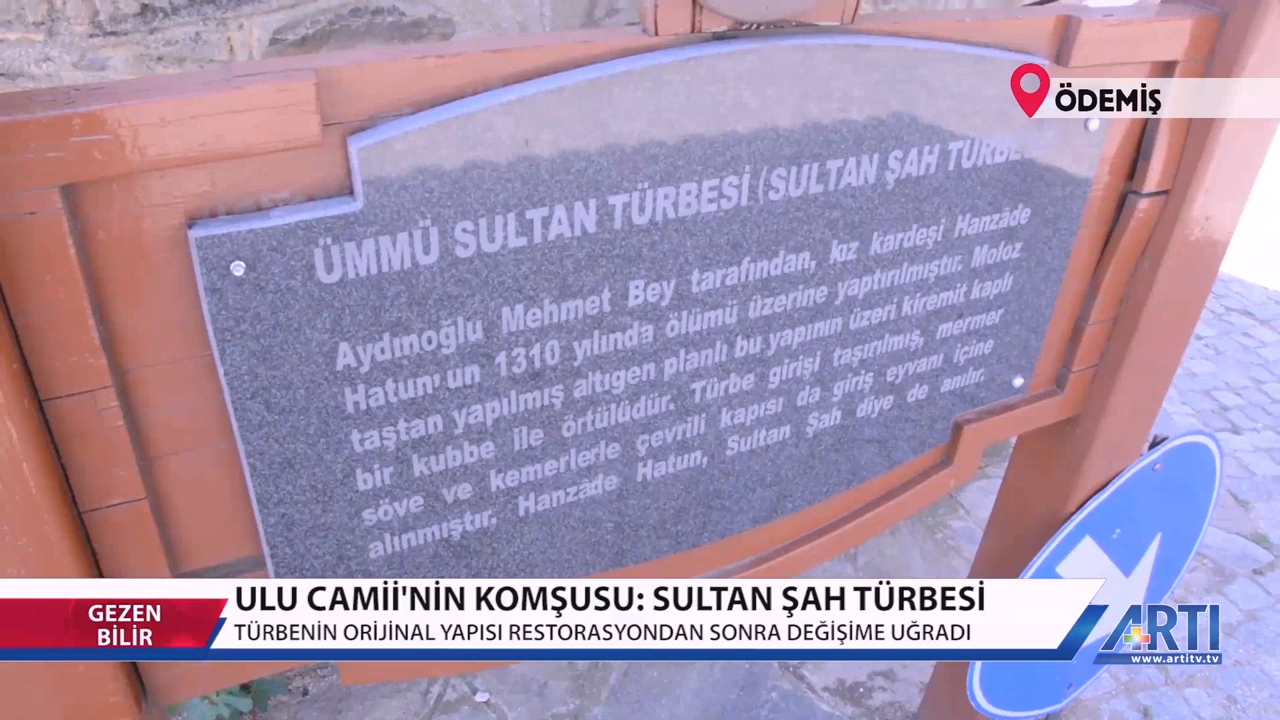 ÖDEMİŞ
ÜMMÜ SULTAN TÜRBESİ (SULTAN ŞAH TÜRBE
Aydınoğlu Mehmet Bey tarafından, kız kardeşi Hanzâde
Hatun'un 1310 yılında ölümü üzerine yaptırılmıştır. Moloz
taştan yapılmış altıgen planlı bu yapının üzeri kiremit kaplı
bir kubbe ile örtülüdür. Türbe girişi taşırılmış, mermer
söve ve kemerlerle çevrili kapısı da giriş eyvanı içine
alınmıştır. Hanzâde Hatun, Sultan Şah diye de anılır.
GEZEN
BİLİR
ULU CAMİİ'NİN KOMŞUSU: SULTAN ŞAH TÜRBESİ
TÜRBENİN ORİJİNAL YAPISI RESTORASYONDAN SONRA DEĞİŞİME UĞRADI
ARTI
www.artitv.tv